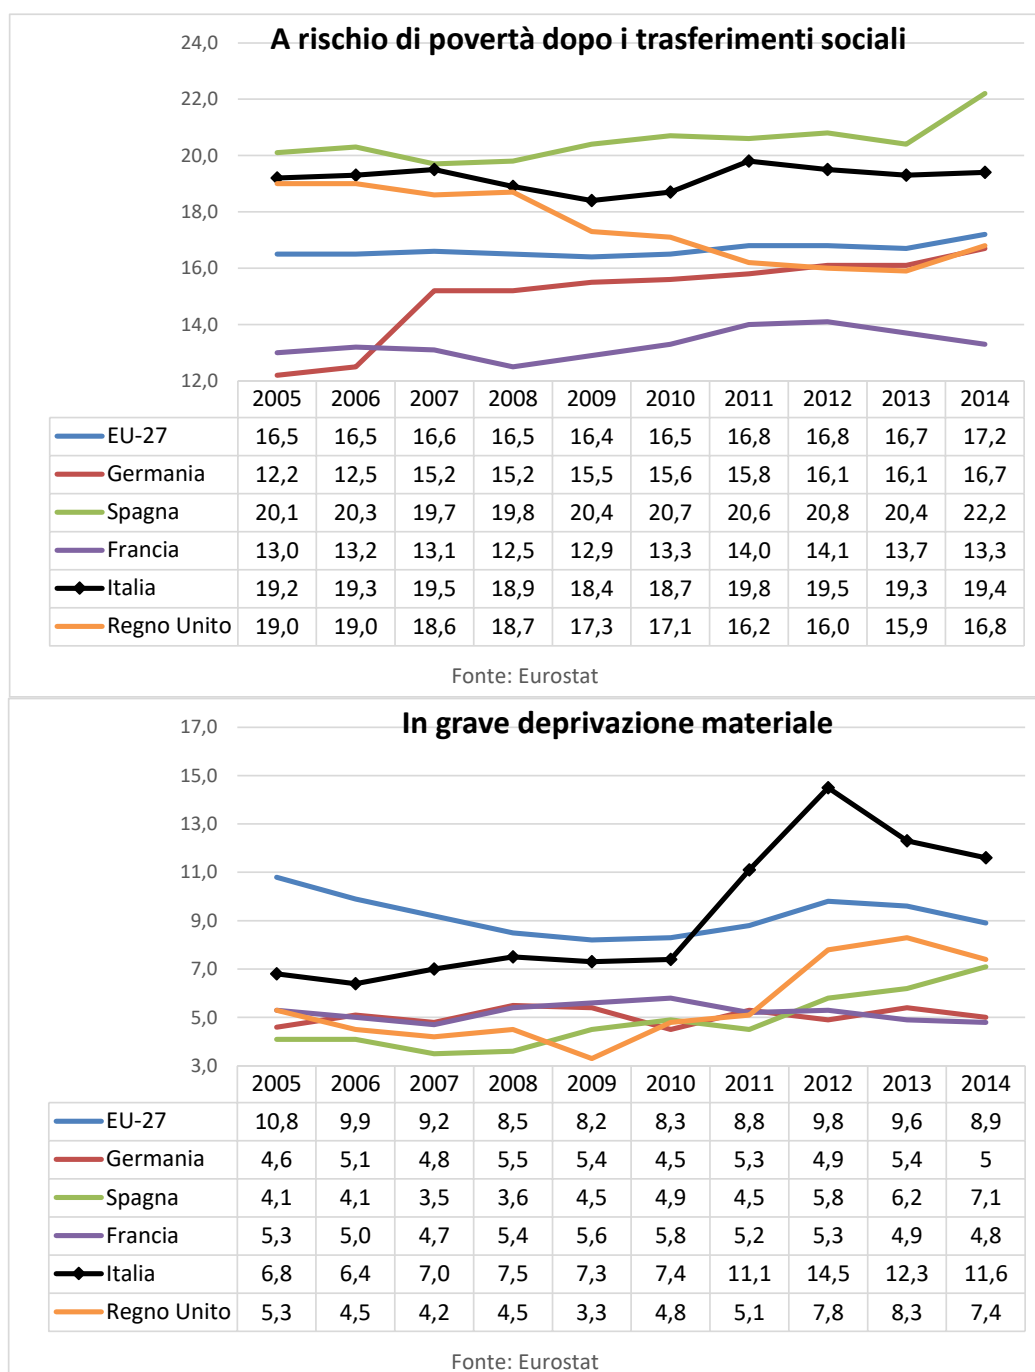 A rischio di povertà dopo i trasferimenti sociali
24,0
22,0
20,0
18,0
16,0
14,0
12,0
2005 2006 2007 2008 2009 2010 2011 2012 2013 2014
EU-27 16,5 16,5 16,6 16,5 16,4 16,5 16,8 16,8 16,7 17,2
Germania 12,2 12,5 15,2 15,2 15,5 15,6 15,8 16,1 16,1 16,7
Spagna 20,1 20,3 19,7 19,8 20,4 20,7 20,6 20,8 20,4 22,2
Francia 13,0 13,2 13,1 12,5 12,9 13,3 14,0 14,1 13,7 13,3
Italia 19,2 19,3 19,5 18,9 18,4 18,7 19,8 19,5 19,3 19,4
Regno Unito 19,0 19,0 18,6 18,7 17,3 17,1 16,2 16,0 15,9 16,8
Fonte: Eurostat
In grave deprivazione materiale
17,0
15,0
13,0
11,0
9,0
7,0
5,0
3,0
2005 2006 2007 2008 2009 2010 2011 2012 2013 2014
EU-27 10,8 9,9 9,2 8,5 8,2 8,3 8,8 9,8 9,6 8,9
Germania 4,6 5,1 4,8 5,5 5,4 4,5 5,3 4,9 5,4 5
Spagna 4,1 4,1 3,5 3,6 4,5 4,9 4,5 5,8 6,2 7,1
Francia 5,3 5,0 4,7 5,4 5,6 5,8 5,2 5,3 4,9 4,8
Italia 6,8 6,4 7,0 7,5 7,3 7,4 11,1 14,5 12,3 11,6
Regno Unito 5,3 4,5 4,2 4,5 3,3 4,8 5,1 7,8 8,3 7,4
Fonte: Eurostat